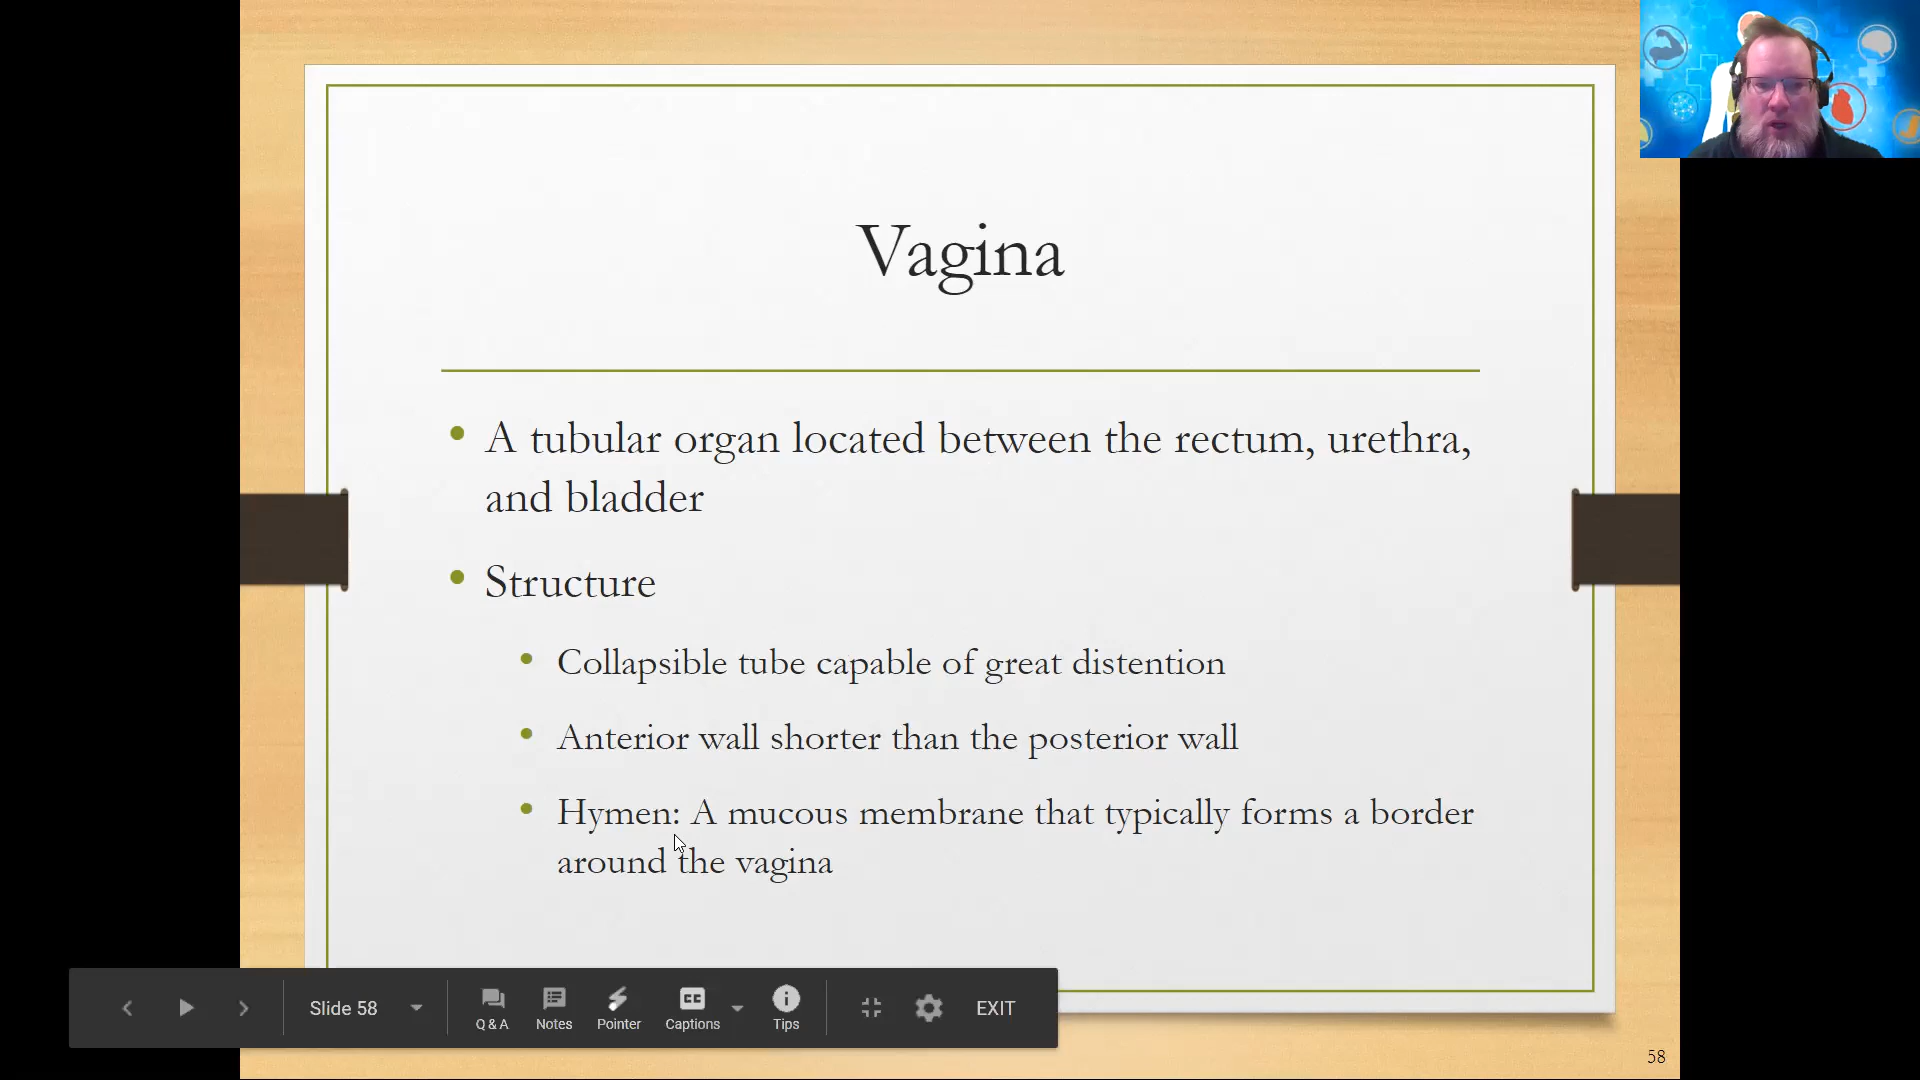 Vagina
• A tubular organ located between the rectum, urethra,
and bladder
• Structure
• Collapsible tube capable of great distention
• Anterior wall shorter than the posterior wall
• Hymen: A mucous membrane that typically forms a border
around the vagina
Slide 58
Q & A
Notes
Pointer
CC
Captions
Tips
EXIT
58